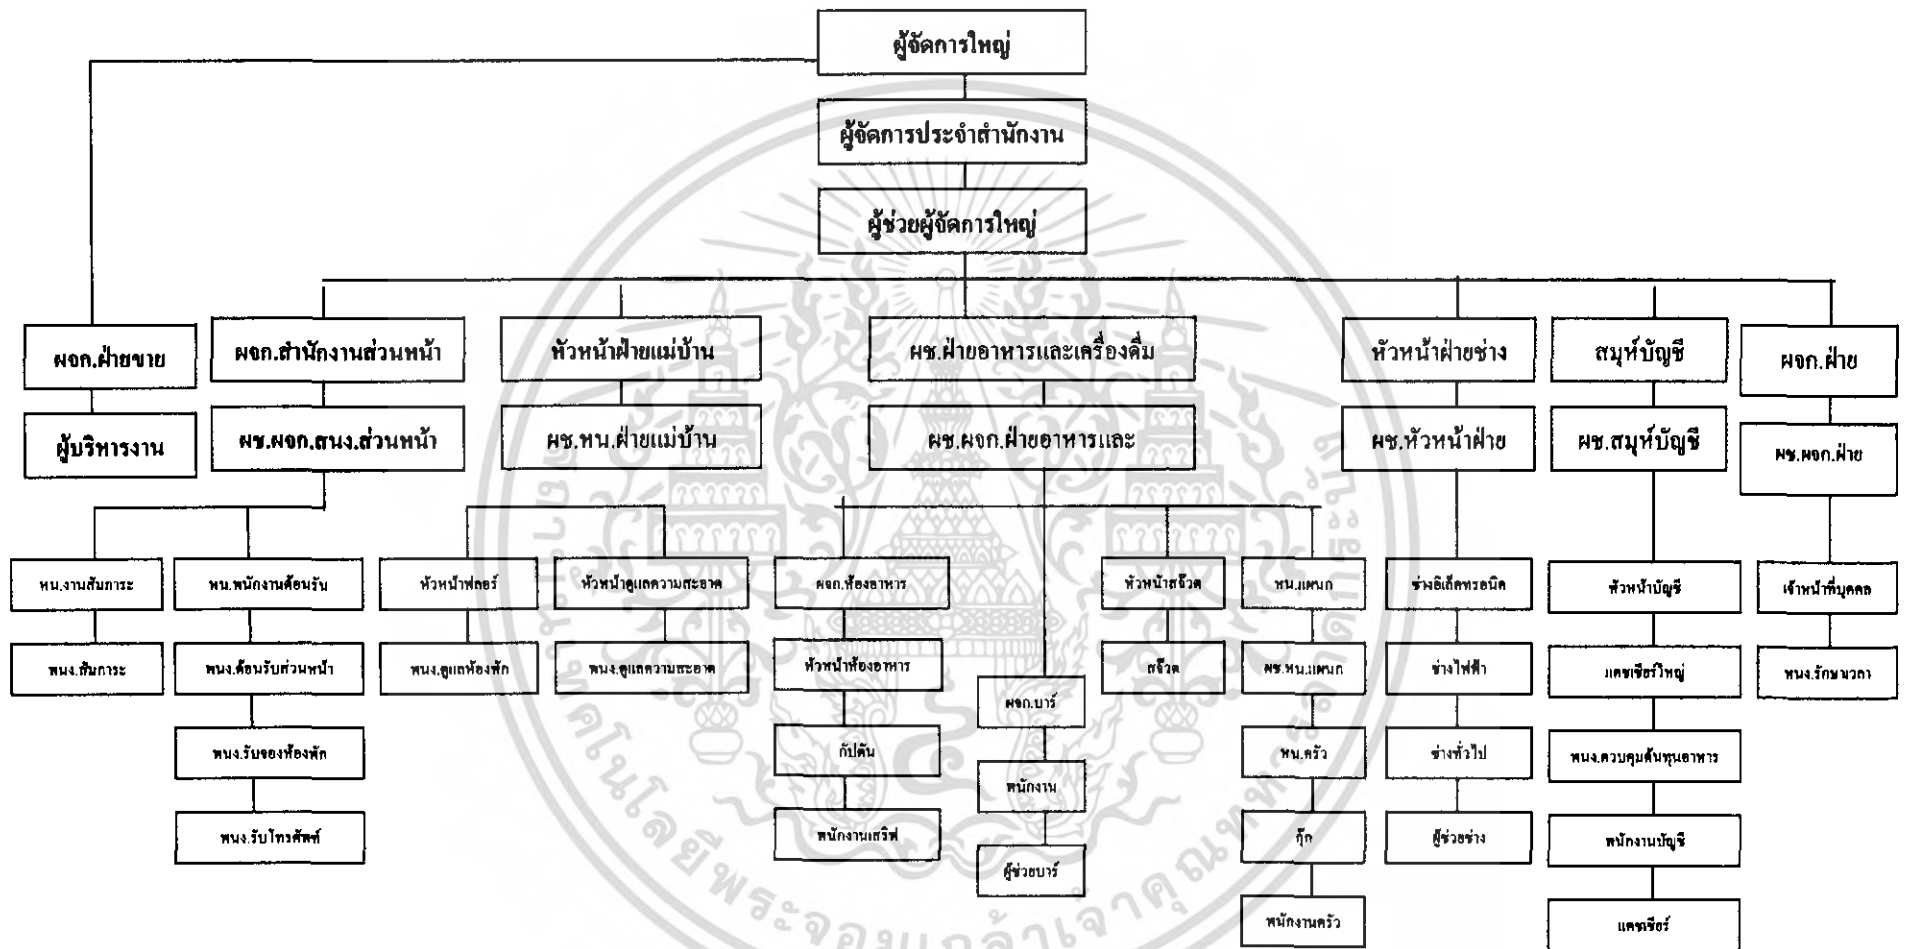 ผู้จัดการใหญ่
ผู้จัดการประจำสำนักงาน
ผู้ช่วยผู้จัดการใหญ่
ผจก.ฝ่ายขาย
ผจก.สำนักงานส่วนหน้า
หัวหน้าฝ่ายแม่บ้าน
ผช.ฝ่ายอาหารและเครื่องดื่ม
หัวหน้าฝ่ายช่าง
สมุห์บัญชี
ผจก.ฝ่าย
ผู้บริหารงาน
ผช.ผจก.สนง.ส่วนหน้า
ผช.หน.ฝ่ายแม่บ้าน
ผช.ผจก.ฝ่ายอาหารและ
ผช.หัวหน้าฝ่าย
ผช.สมุห์บัญชี
ผช.ผจก.ฝ่าย
หน.งานสัมภาระ
หน.พนักงานต้อนรับ
หัวหน้าฟลอร์
หัวหน้าดูแลความสะอาด
ผจก.ห้องอาหาร
หัวหน้าสจ๊วต
หน.แผนก
ช่างอิเล็คทรอนิค
หัวหน้าบัญชี
เจ้าหน้าที่บุคคล
พนง.สัมภาระ
พนง.ต้อนรับส่วนหน้า
พนง.ดูแลห้องพัก
พนง.ดูแลความสะอาด
หัวหน้าห้องอาหาร
สจ๊วต
ผช.หน.แผนก
ช่างไฟฟ้า
แคชเชียร์ใหญ่
พนง.รักษาเวลา
ผจก.บาร์
พนง.รับจองห้องพัก
กัปตัน
หน.ครัว
ช่างทั่วไป
พนง.ควบคุมต้นทุนอาหาร
พนักงาน
พนง.รับโทรศัพท์
พนักงานเสริฟ
กุ๊ก
ผู้ช่วยช่าง
พนักงานบัญชี
ผู้ช่วยบาร์
พนักงานครัว
แคชเชียร์